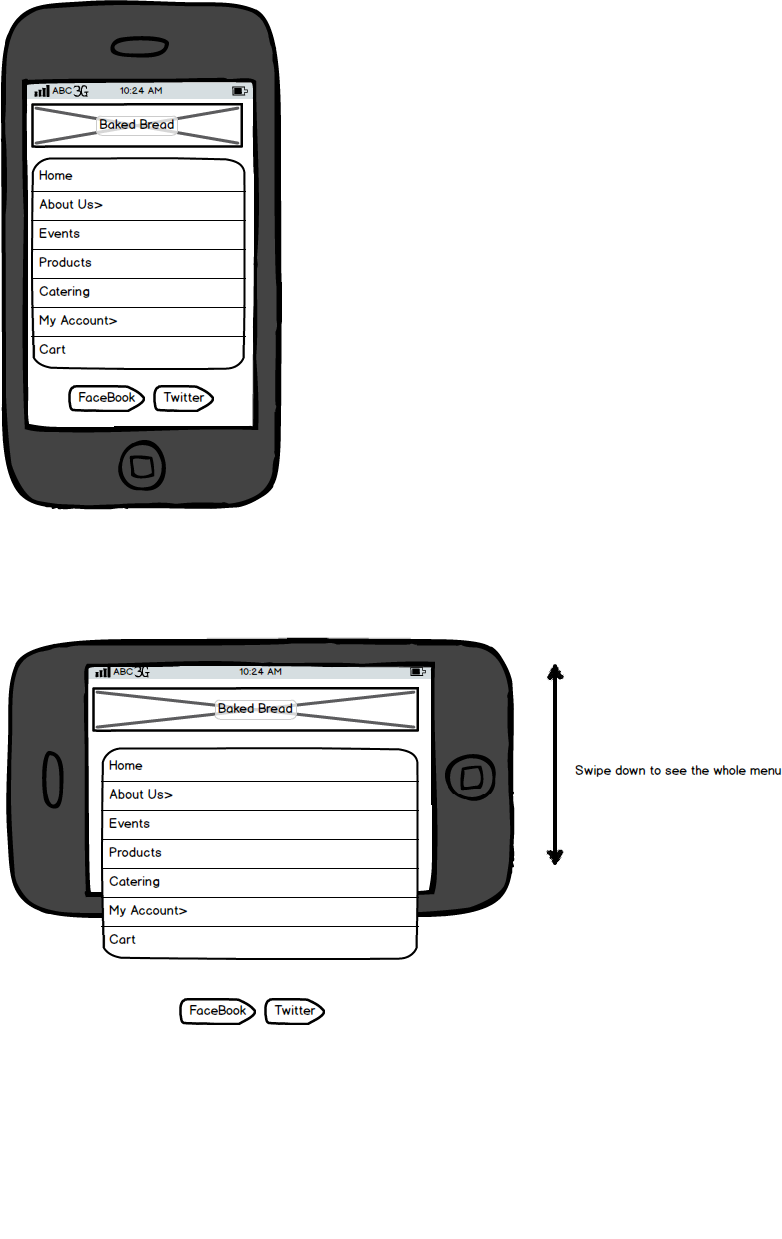 ABC 3G 10:24 AM
Baked Bread
Home
About Us>
Events
Products
Catering
My Account>
Cart
FaceBook Twitter
ABC 3G 10:24 AM
Baked Bread
Home
About Us>
Events
Products
Catering
My Account>
Cart
Swipe down to see the whole menu
FaceBook Twitter